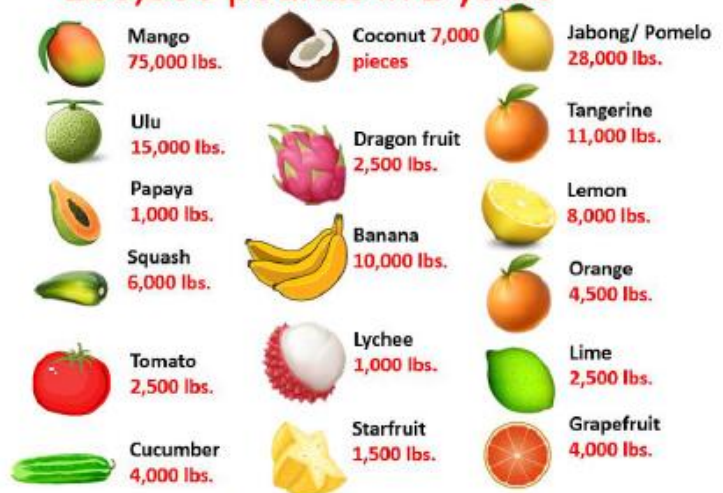 Mango
75,000 lbs.
Ulu
15,000 lbs.
Papaya
1,000 lbs.
Squash
6,000 lbs.
Tomato
2,500 lbs.
Cucumber
4,000 lbs.
Coconut 7,000
pieces
Dragon fruit
2,500 lbs.
Banana
10,000 lbs.
Lychee
1,000 lbs.
Starfruit
1,500 lbs.
Jabong/ Pomelo
28,000 lbs.
Tangerine
11,000 lbs.
Lemon
8,000 lbs.
Orange
4,500 lbs.
Lime
2,500 lbs.
Grapefruit
4,000 lbs.